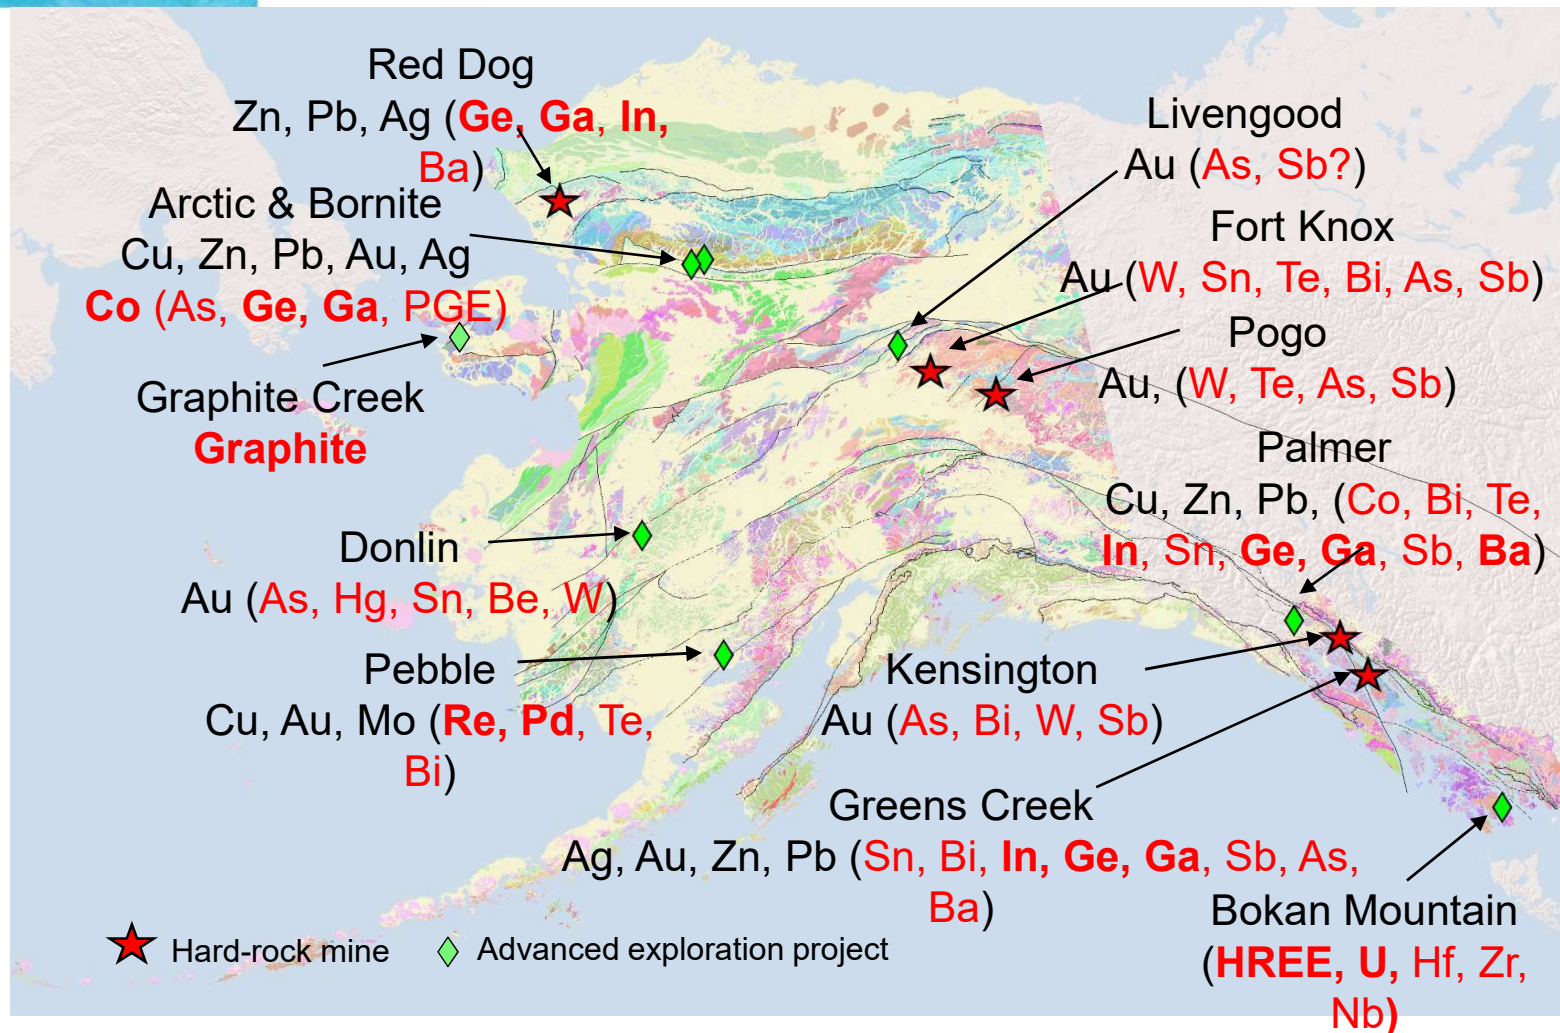 Red Dog
Zn, Pb, Ag (Ge, Ga, In,
Ba)
Arctic & Bornite
Cu, Zn, Pb, Au, Ag
Co (As, Ge, Ga, PGE)
Graphite Creek
Graphite
Donlin
Au (As, Hg, Sn, Be, W)
Pebble
Cu, Au, Mo (Re, Pd, Te,
Bi)
Livengood
Au (As, Sb?)
Fort Knox
Au (W, Sn, Te, Bi, As, Sb)
Pogo
Au, (W, Te, As, Sb)
Palmer
Cu, Zn, Pb, (Co, Bi, Te,
In, Sn, Ge, Ga, Sb, Ba)
Kensington
Au (As, Bi, W, Sb)
Greens Creek
Ag, Au, Zn, Pb (Sn, Bi, In, Ge, Ga, Sb, As,
Ba)
Bokan Mountain
(HREE, U, Hf, Zr,
Nb)
Hard-rock mine
Advanced exploration project